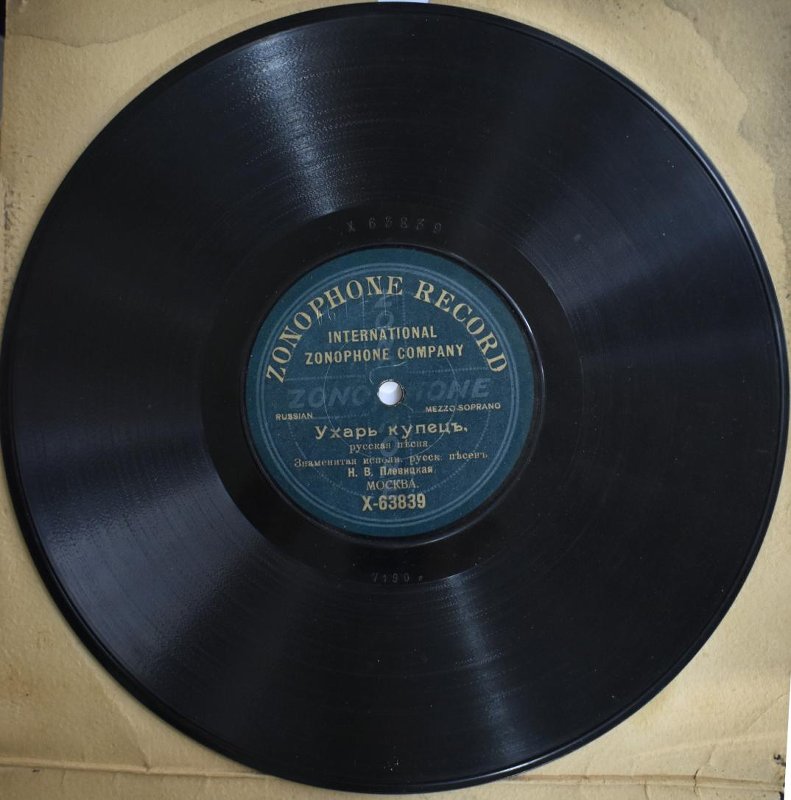 X 63839
ZONOPHONE RECORD
INTERNATIONAL
ZONOPHONE COMPANY
ZONOPHONE
RUSSIAN MEZZO-SOPRANO
Ухарь купецъ.
русская пѣсня
Знаменитая исполн. русск. пѣсенъ
Н. В. Плевицкая
МОСКВА.
X-63839
7190